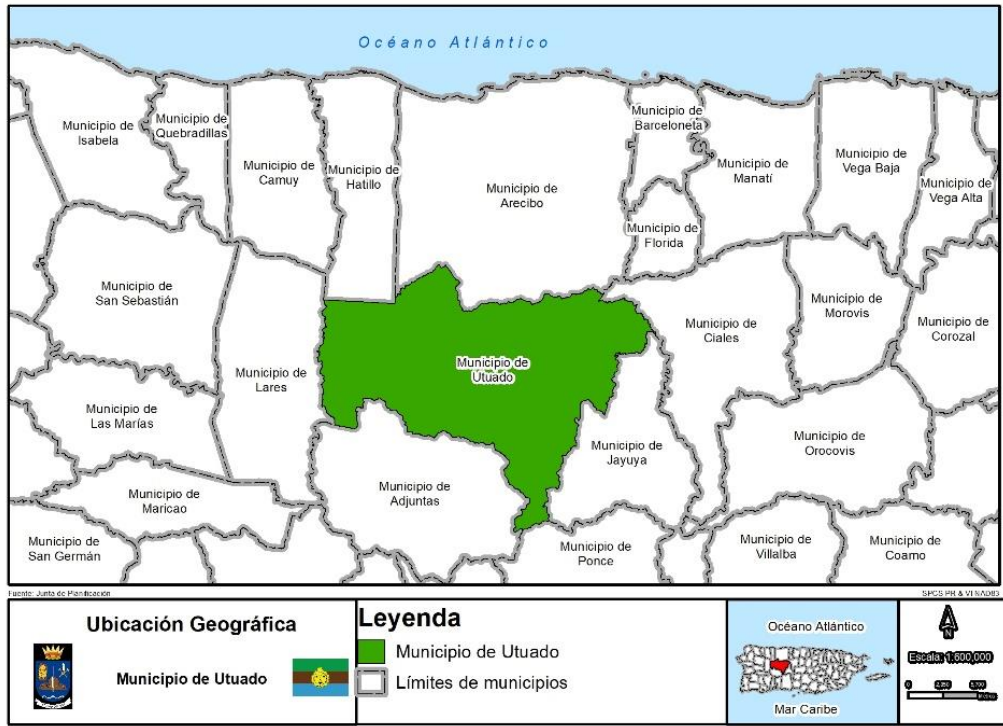 Océano Atlántico
Municipio de
Isabela
Municipio de
Quebradillas
Municipio de
Camuy
Municipio de
Hatillo
Municipio de
Arecibo
Municipio de
Barceloneta
Municipio de
Manatí
Municipio de
Vega Baja
Municipio de
Vega Alta
Municipio de
Florida
Municipio de
San Sebastián
Municipio de
Lares
Municipio de
Utuado
Municipio de
Ciales
Municipio de
Morovis
Municipio de
Corozal
Municipio de
Las Marías
Municipio de
Jayuya
Municipio de
Orocovis
Municipio de
Maricao
Municipio de
Adjuntas
Municipio de
San Germán
Municipio de
Ponce
Municipio de
Villalba
Municipio de
Coamo
Fuente: Junta de Planificación
SPCS PR & VI NAD83
Ubicación Geográfica
Municipio de Utuado
Leyenda
Municipio de Utuado
Límites de municipios
Océano Atlántico
Mar Caribe
N
Escala: 1:600,000
0